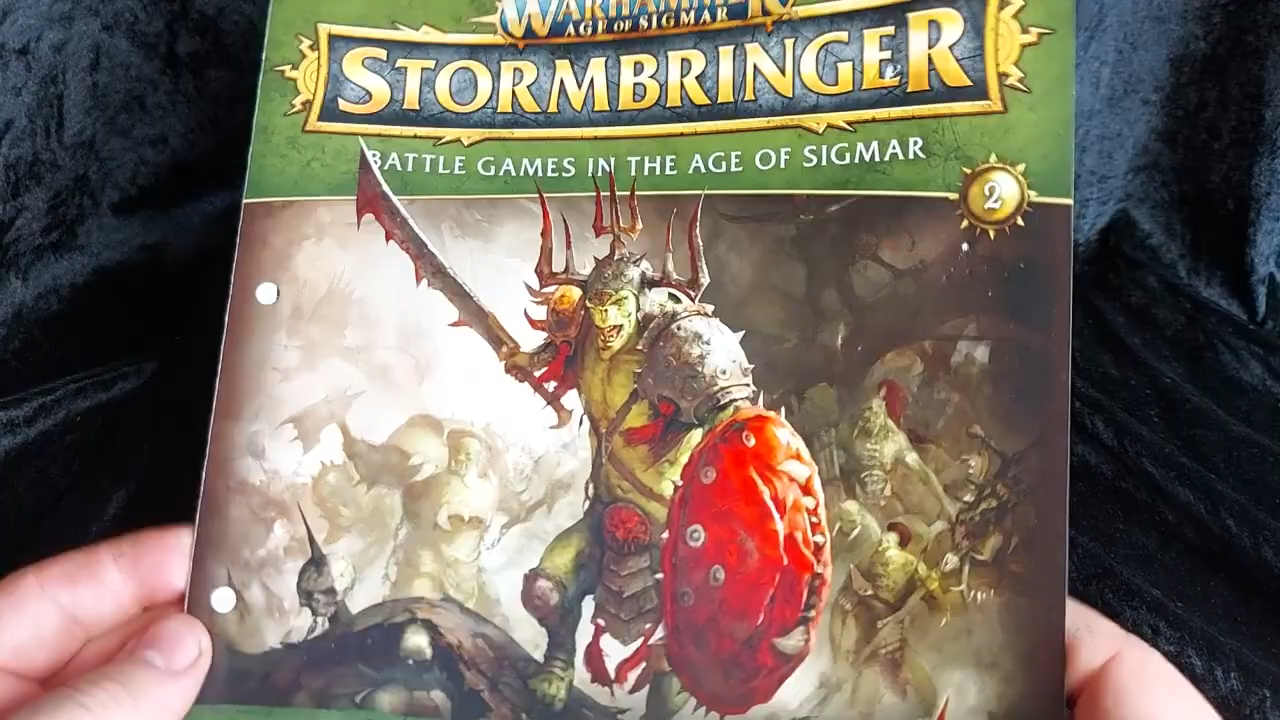 WARHAMMER
AGE OF SIGMAR
STORMBRINGER
BATTLE GAMES IN THE AGE OF SIGMAR
2